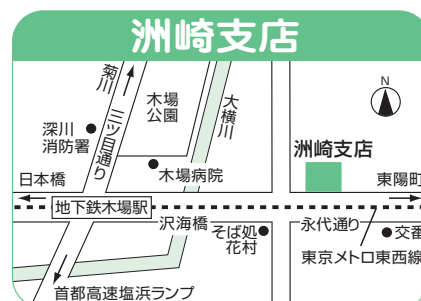 洲崎支店
菊川
三ツ目通り
木場
公園
大横川
N
深川
消防署
木場病院
洲崎支店
日本橋
東陽町
地下鉄木場駅
沢海橋
そば処
花村
永代通り
交番
東京メトロ東西線
首都高速塩浜ランプ